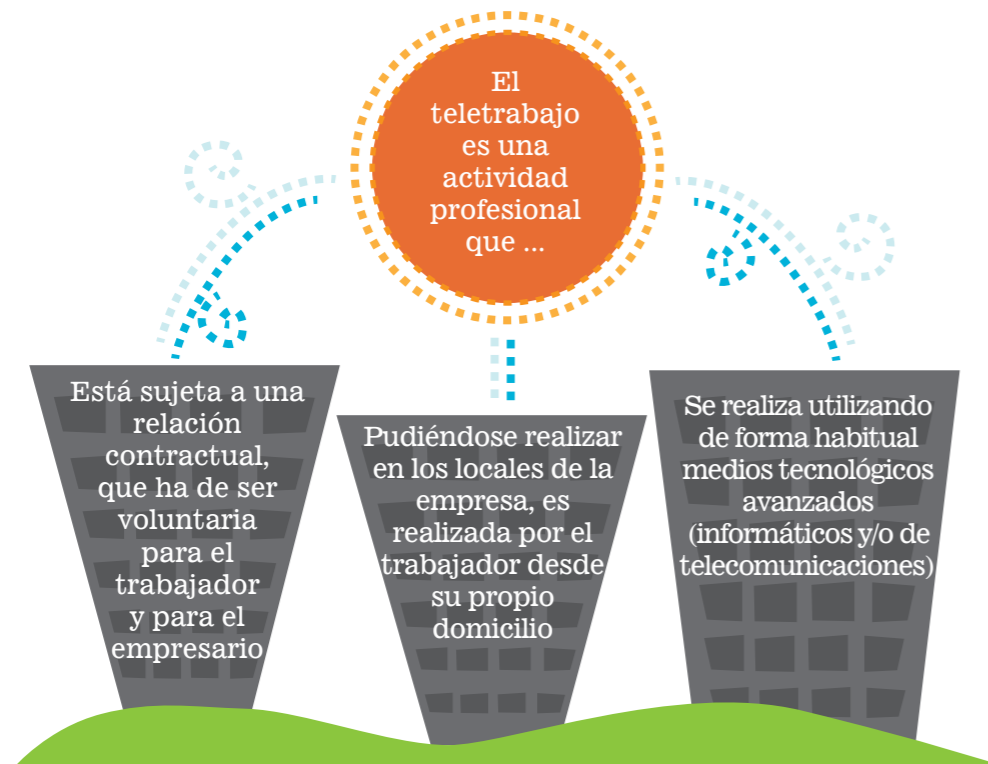 El
teletrabajo
es una
actividad
profesional
que ...
Está sujeta a una
relación
contractual,
que ha de ser
voluntaria
para el
trabajador
y para el
empresario
Pudiéndose realizar
en los locales de la
empresa, es
realizada por el
trabajador desde
su propio
domicilio
Se realiza utilizando
de forma habitual
medios tecnológicos
avanzados
(informáticos y/o de
telecomunicaciones)